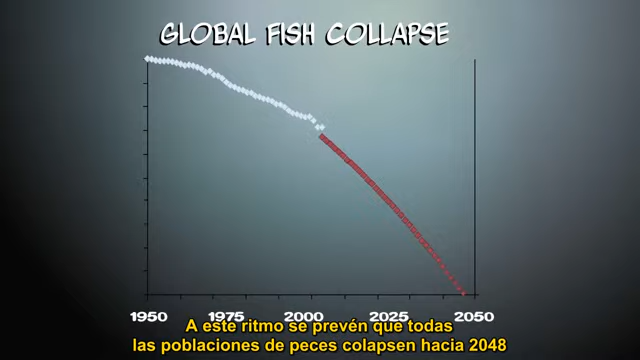 GLOBAL FISH COLLAPSE
1950 1975 2000 2025 2050
A este ritmo se prevén que todas
las poblaciones de peces colapsen hacia 2048